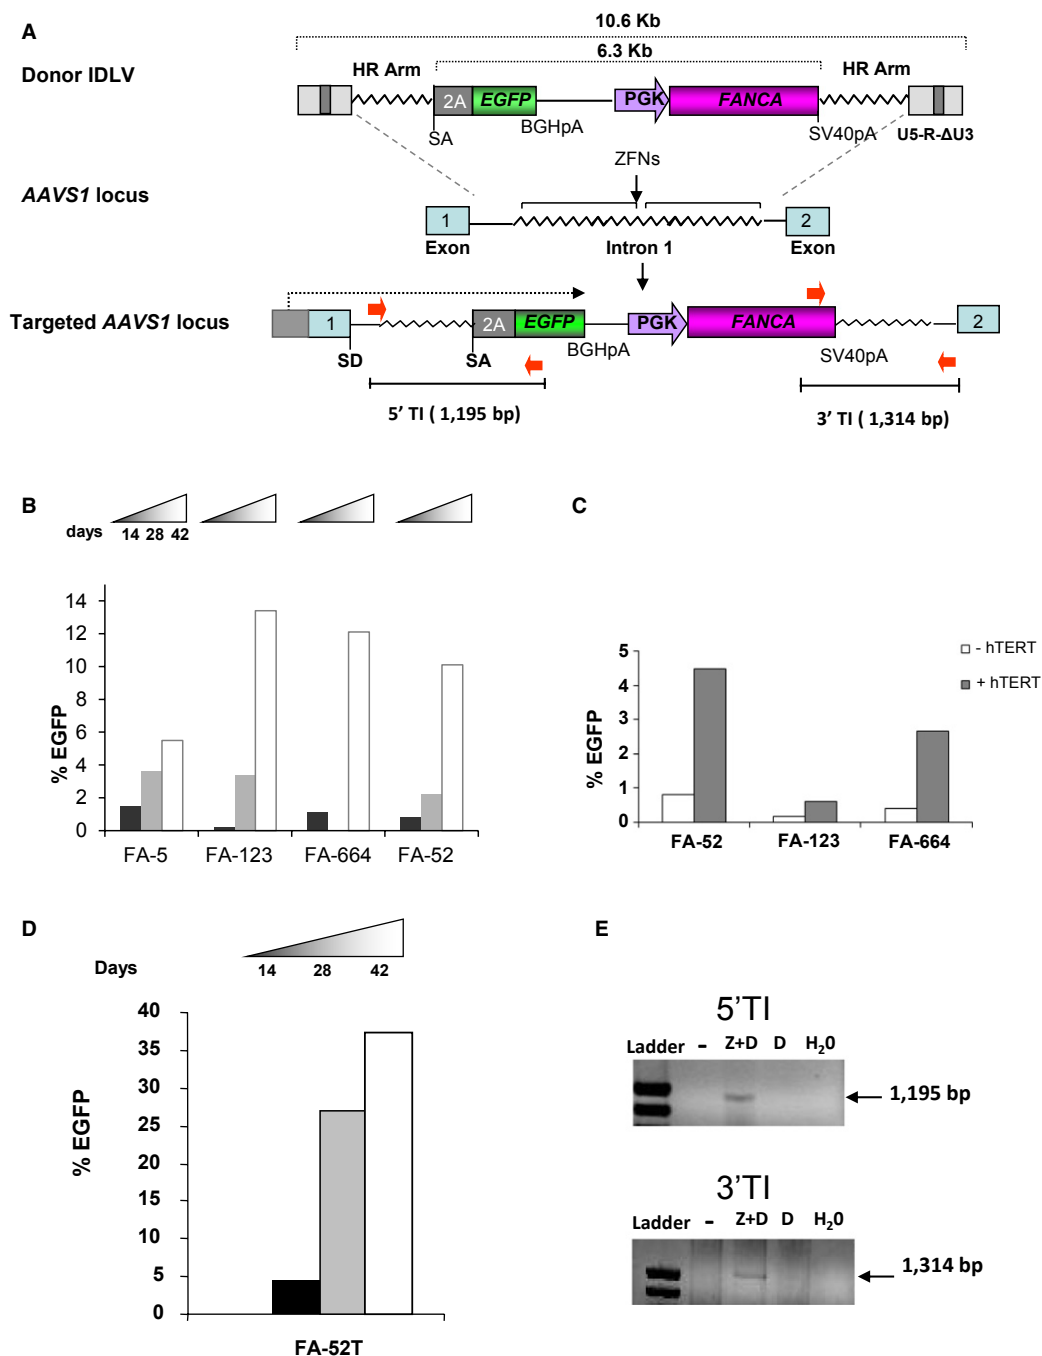 A
10.6 Kb
6.3 Kb
Donor IDLV
HR Arm
HR Arm
2A
EGFP
PGK
FANCA
SA
BGHpA
SV40pA
U5-R-ΔU3
ZFNs
AAVS1 locus
1
2
Exon
Intron 1
Exon
Targeted AAVS1 locus
1
2A
EGFP
PGK
FANCA
2
SD
SA
BGHpA
SV40pA
5' TI ( 1,195 bp)
3' TI ( 1,314 bp)
B
days
14 28 42
% EGFP
14
12
10
8
6
4
2
0
FA-5
FA-123
FA-664
FA-52
C
% EGFP
5
4
3
2
1
0
- hTERT
+ hTERT
FA-52
FA-123
FA-664
D
Days
14
28
42
% EGFP
40
35
30
25
20
15
10
5
0
FA-52T
E
5'TI
Ladder - Z+D D H₂0
1,195 bp
3'TI
Ladder - Z+D D H₂0
1,314 bp